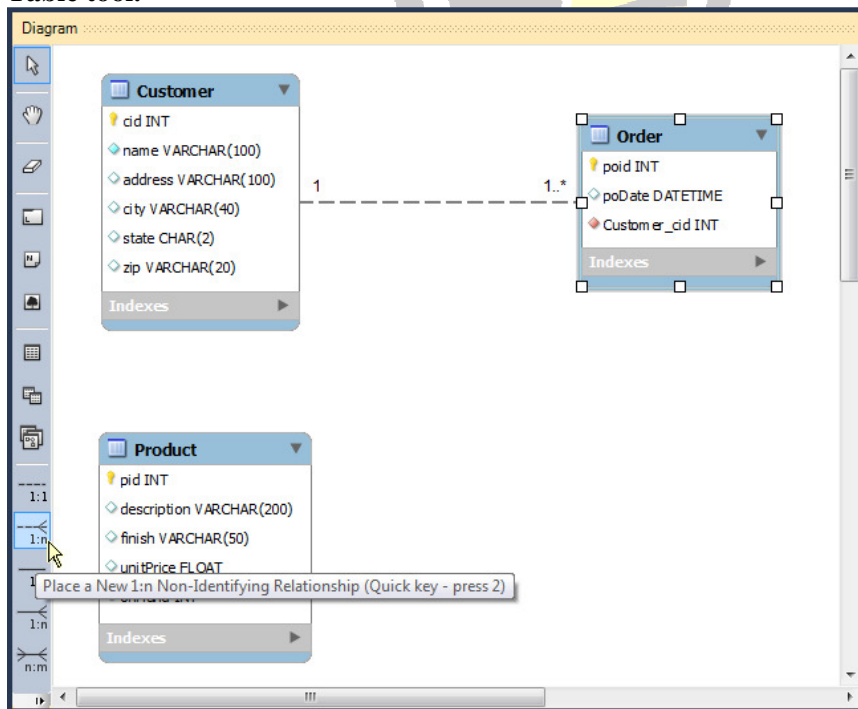 Table tool.
Diagram
Customer
cid INT
name VARCHAR(100)
address VARCHAR(100)
city VARCHAR(40)
state CHAR(2)
zip VARCHAR(20)
Indexes
1
1..*
Order
poid INT
poDate DATETIME
Customer_cid INT
Indexes
Product
pid INT
description VARCHAR(200)
finish VARCHAR(50)
unitPrice FLOAT
Indexes
1:1
1:n
Place a New 1:n Non-Identifying Relationship (Quick key - press 2)
1:n
n:m